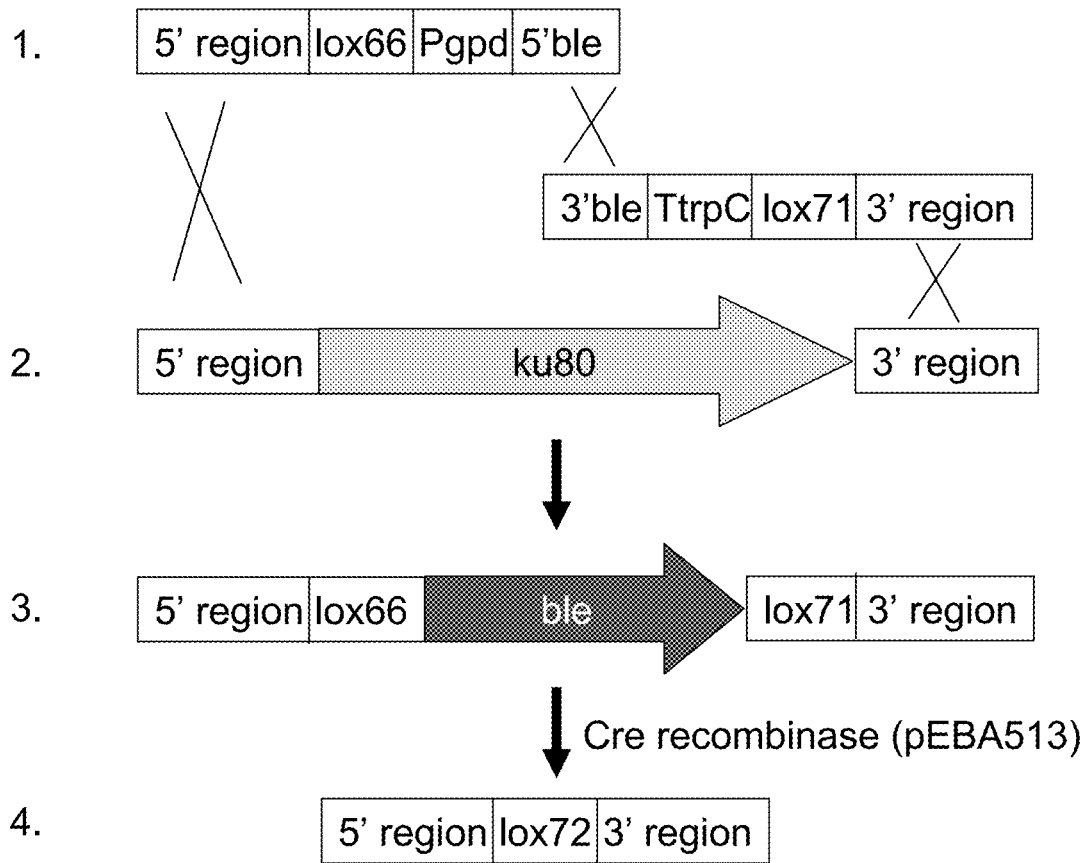 1. 5' region lox66 Pgpd 5'ble
3'ble TtrpC lox71 3' region
2. 5' region ku80 3' region
3. 5' region lox66 ble lox71 3' region
Cre recombinase (pEBA513)
4. 5' region lox72 3' region